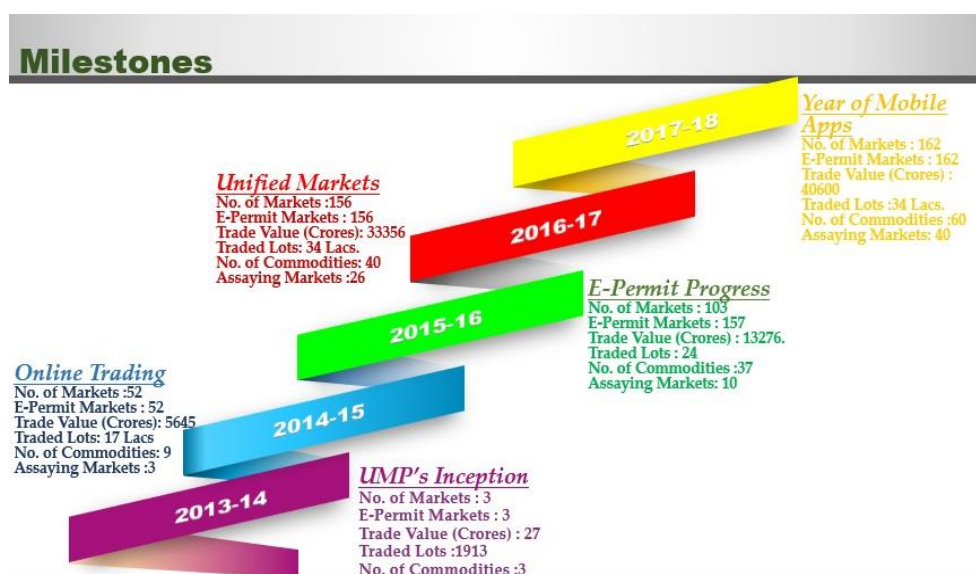 Milestones
2017-18
Year of Mobile
Apps
No. of Markets : 162
E-Permit Markets : 162
Trade Value (Crores) :
40600
Traded Lots :34 Lacs.
No. of Commodities :60
Assaying Markets: 40
Unified Markets
No. of Markets :156
E-Permit Markets : 156
Trade Value (Crores): 33356
Traded Lots: 34 Lacs.
No. of Commodities: 40
Assaying Markets :26
2016-17
E-Permit Progress
No. of Markets : 103
E-Permit Markets : 157
Trade Value (Crores) : 13276.
Traded Lots : 24
No. of Commodities :37
Assaying Markets: 10
2015-16
Online Trading
No. of Markets :52
E-Permit Markets : 52
Trade Value (Crores): 5645
Traded Lots: 17 Lacs
No. of Commodities: 9
Assaying Markets :3
2014-15
UMP's Inception
No. of Markets : 3
E-Permit Markets : 3
Trade Value (Crores) : 27
Traded Lots :1913
No. of Commodities :3
2013-14